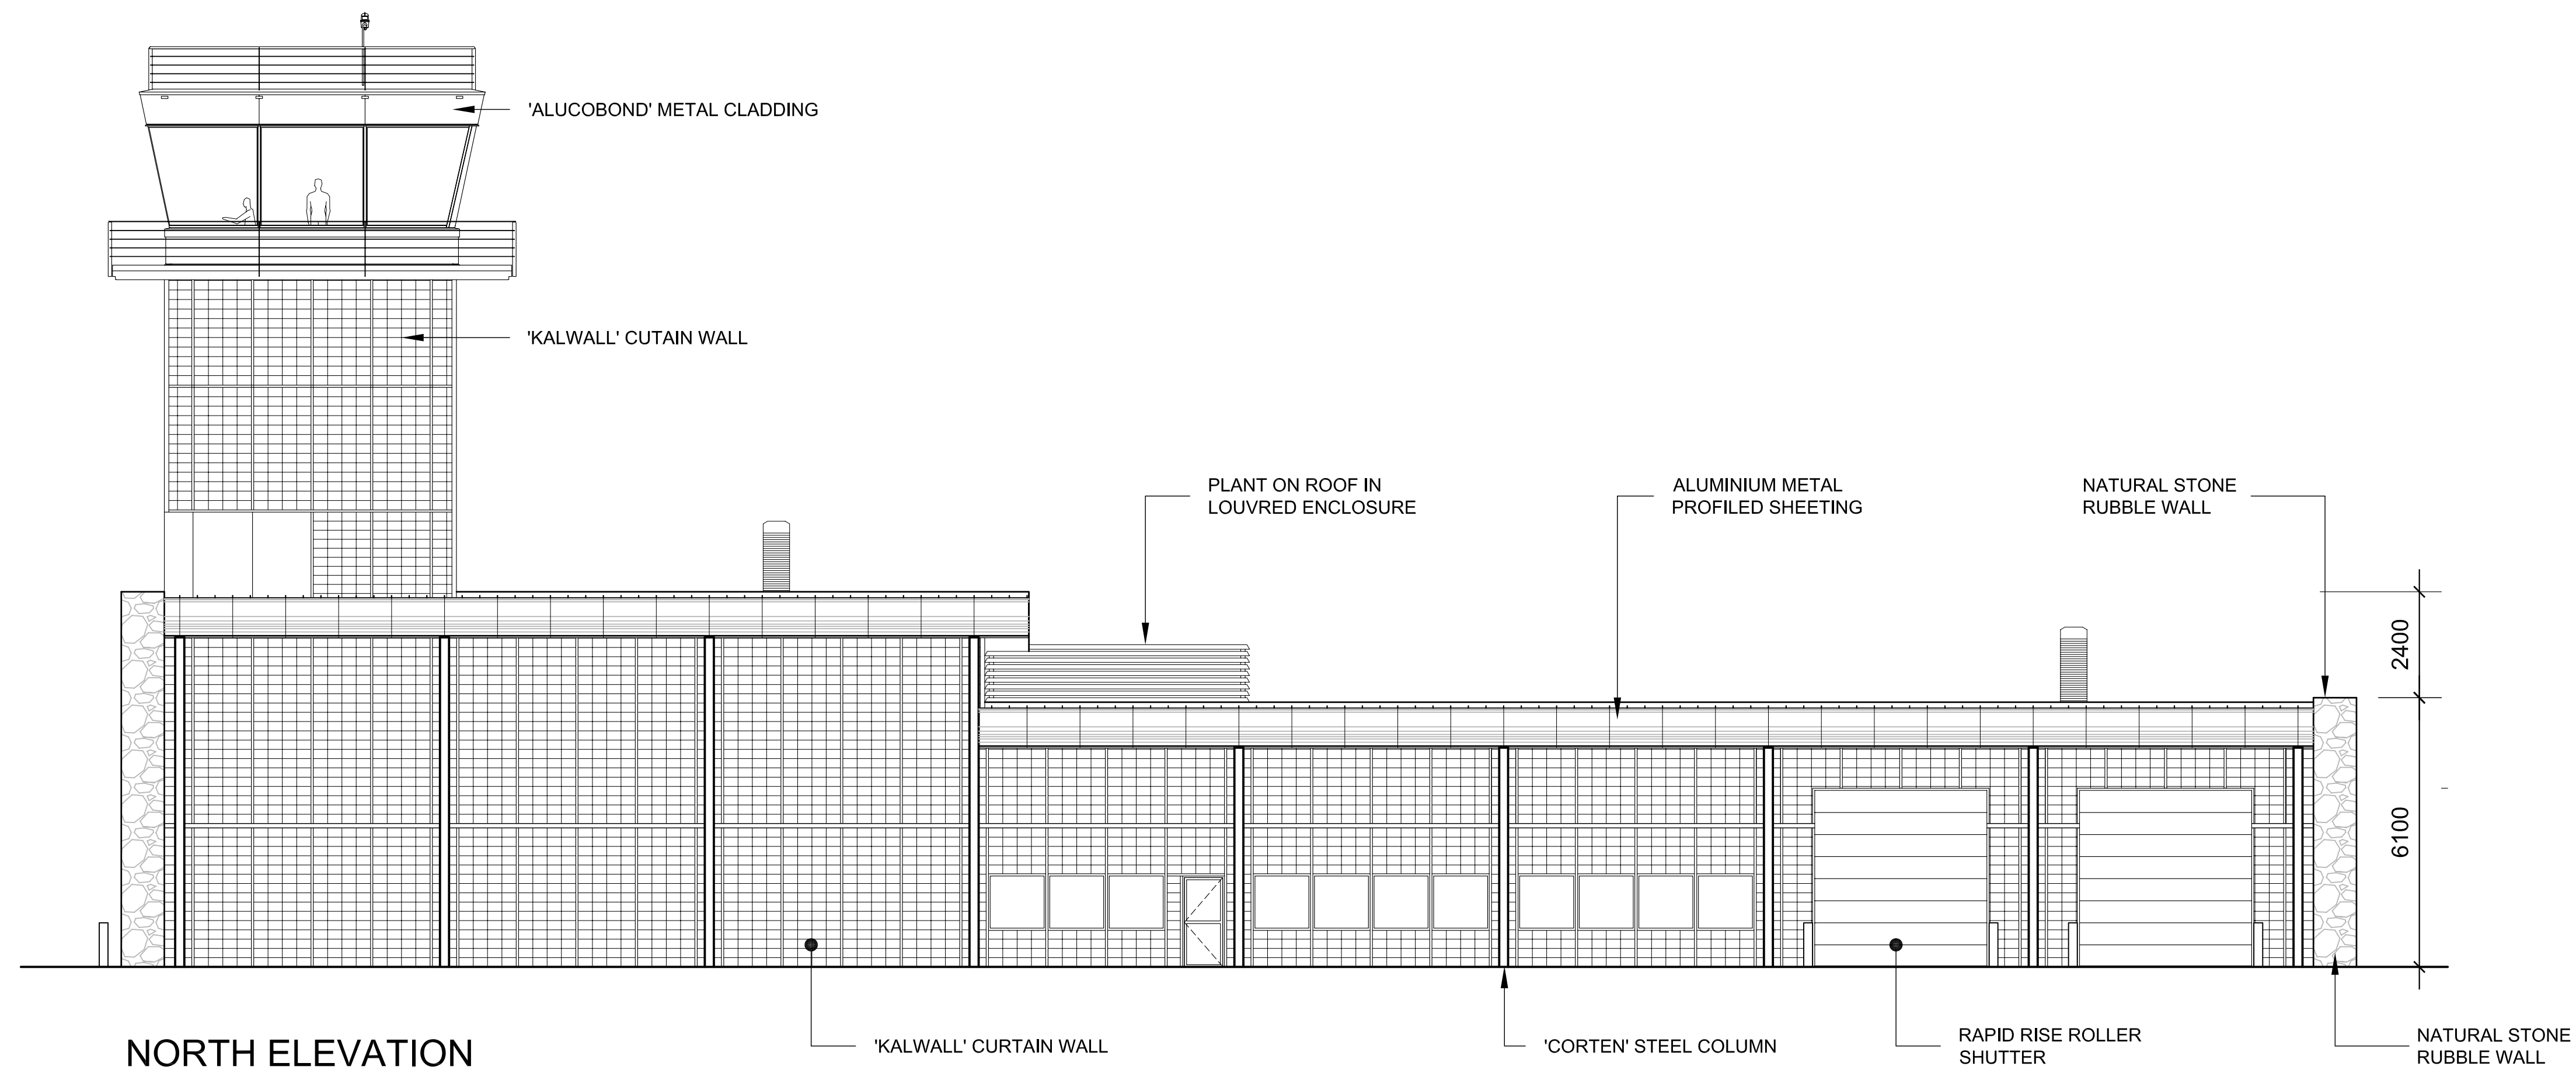 'ALUCOBOND' METAL CLADDING
'KALWALL' CUTAIN WALL
PLANT ON ROOF IN
LOUVRED ENCLOSURE
ALUMINIUM METAL
PROFILED SHEETING
NATURAL STONE
RUBBLE WALL
2400
6100
NORTH ELEVATION
'KALWALL' CURTAIN WALL
'CORTEN' STEEL COLUMN
RAPID RISE ROLLER
SHUTTER
NATURAL STONE
RUBBLE WALL